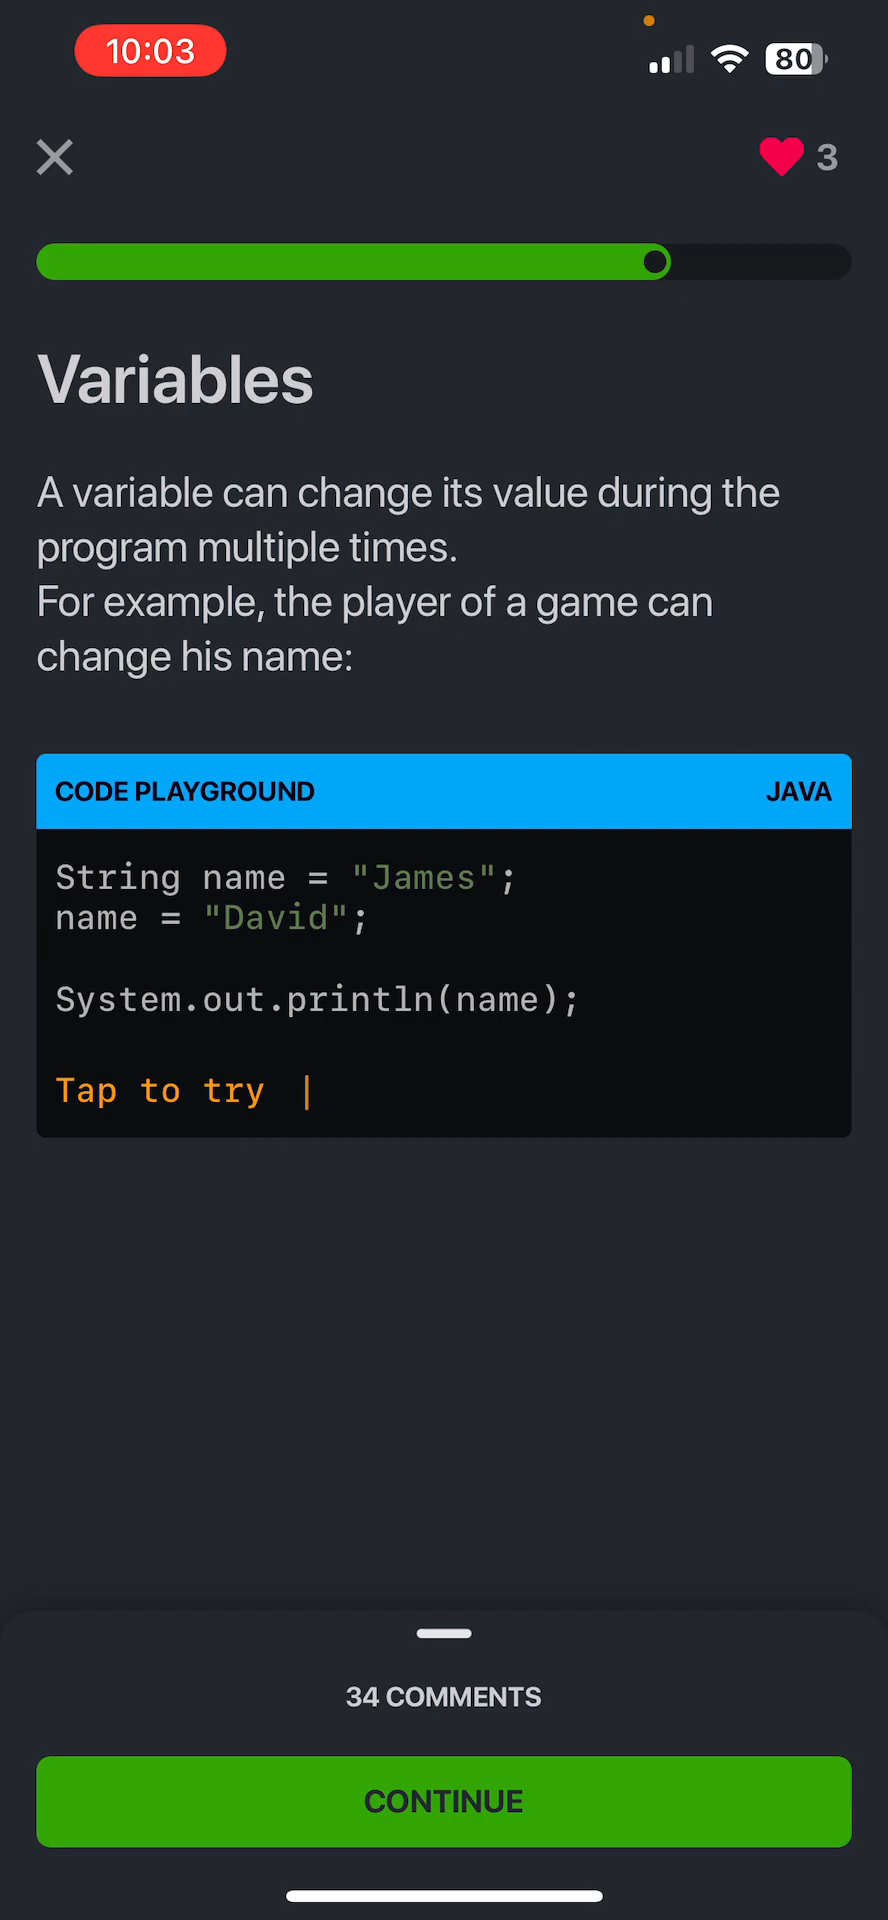 10:03
80
3
Variables
A variable can change its value during the
program multiple times.
For example, the player of a game can
change his name:
CODE PLAYGROUND JAVA
String name = "James";
name = "David";
System.out.println(name);
Tap to try |
34 COMMENTS
CONTINUE